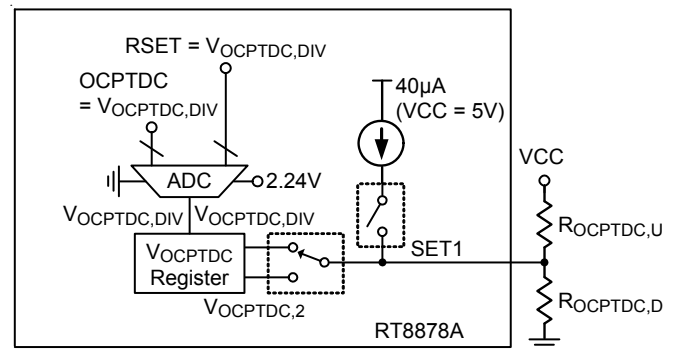 RSET = VOCPTDC,DIV
OCPTDC
= VOCPTDC,DIV
40µA
(VCC = 5V)
VCC
ADC
2.24V
VOCPTDC,DIV VOCPTDC,DIV
VOCPTDC
Register
SET1
ROCPTDC,U
VOCPTDC,2
ROCPTDC,D
RT8878A